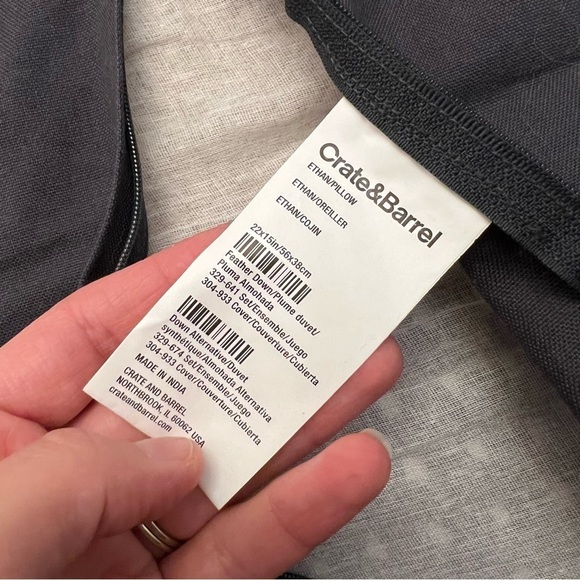 Crate&Barrel
ETHAN/PILLOW
ETHAN/OREILLER
ETHAN/COJIN
22x15in/56x38cm
Feather Down/Plume duvet/
Pluma Almohada
329-641 Set/Ensemble/Juego
304-933 Cover/Couverture/Cubierta
Down Alternative/Duvet
synthétique/Almohada Alternativa
329-674 Set/Ensemble/Juego
304-933 Cover/Couverture/Cubierta
MADE IN INDIA
CRATE AND BARREL
NORTHBROOK, IL 60062 USA
crateandbarrel.com